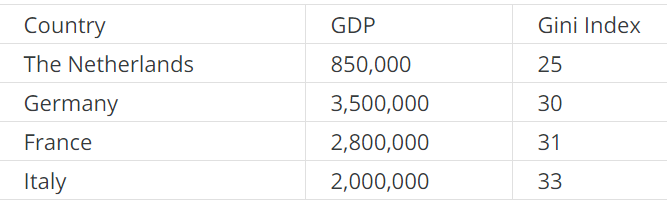 Country GDP Gini Index
The Netherlands 850,000 25
Germany 3,500,000 30
France 2,800,000 31
Italy 2,000,000 33